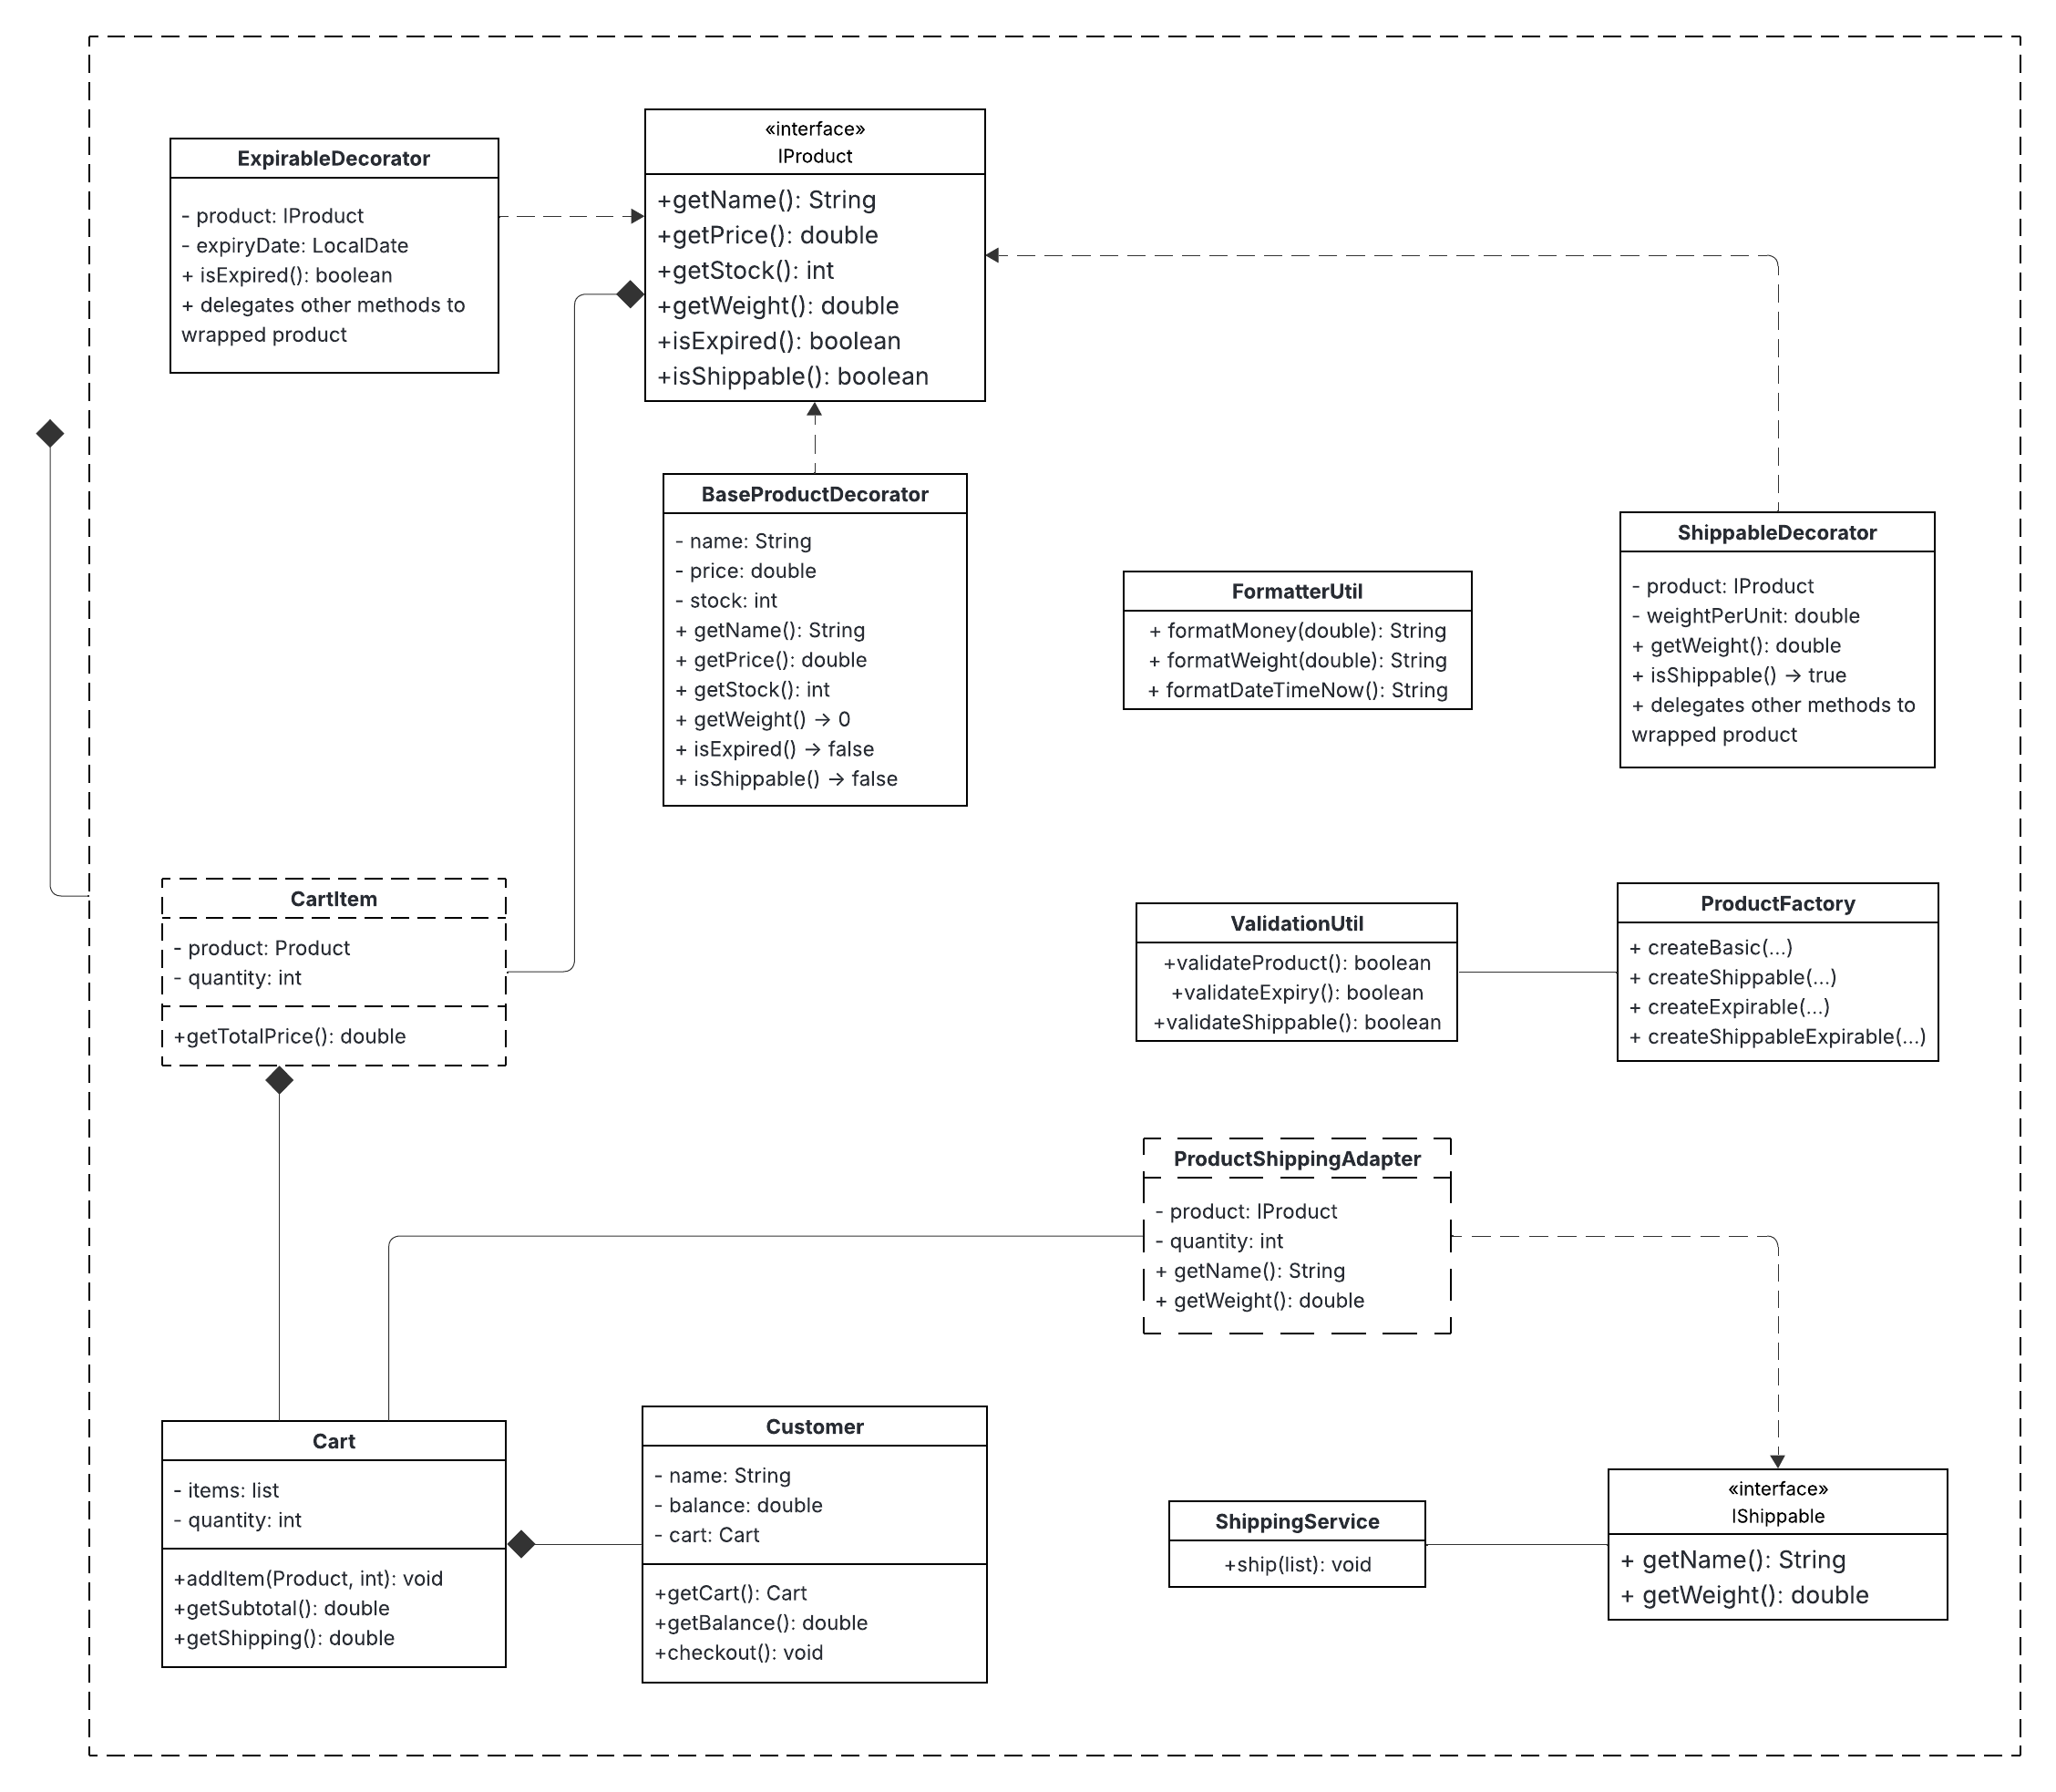 ExpirableDecorator
- product: IProduct
- expiryDate: LocalDate
+ isExpired(): boolean
+ delegates other methods to
wrapped product
«interface»
IProduct
+getName(): String
+getPrice(): double
+getStock(): int
+getWeight(): double
+isExpired(): boolean
+isShippable(): boolean
BaseProductDecorator
- name: String
- price: double
- stock: int
+ getName(): String
+ getPrice(): double
+ getStock(): int
+ getWeight() → 0
+ isExpired() → false
+ isShippable() → false
FormatterUtil
+ formatMoney(double): String
+ formatWeight(double): String
+ formatDateTimeNow(): String
ShippableDecorator
- product: IProduct
- weightPerUnit: double
+ getWeight(): double
+ isShippable() → true
+ delegates other methods to
wrapped product
CartItem
- product: Product
- quantity: int
+getTotalPrice(): double
ValidationUtil
+validateProduct(): boolean
+validateExpiry(): boolean
+validateShippable(): boolean
ProductFactory
+ createBasic(...)
+ createShippable(...)
+ createExpirable(...)
+ createShippableExpirable(...)
ProductShippingAdapter
- product: IProduct
- quantity: int
+ getName(): String
+ getWeight(): double
Cart
- items: list
- quantity: int
+addItem(Product, int): void
+getSubtotal(): double
+getShipping(): double
Customer
- name: String
- balance: double
- cart: Cart
+getCart(): Cart
+getBalance(): double
+checkout(): void
ShippingService
+ship(list): void
«interface»
IShippable
+ getName(): String
+ getWeight(): double